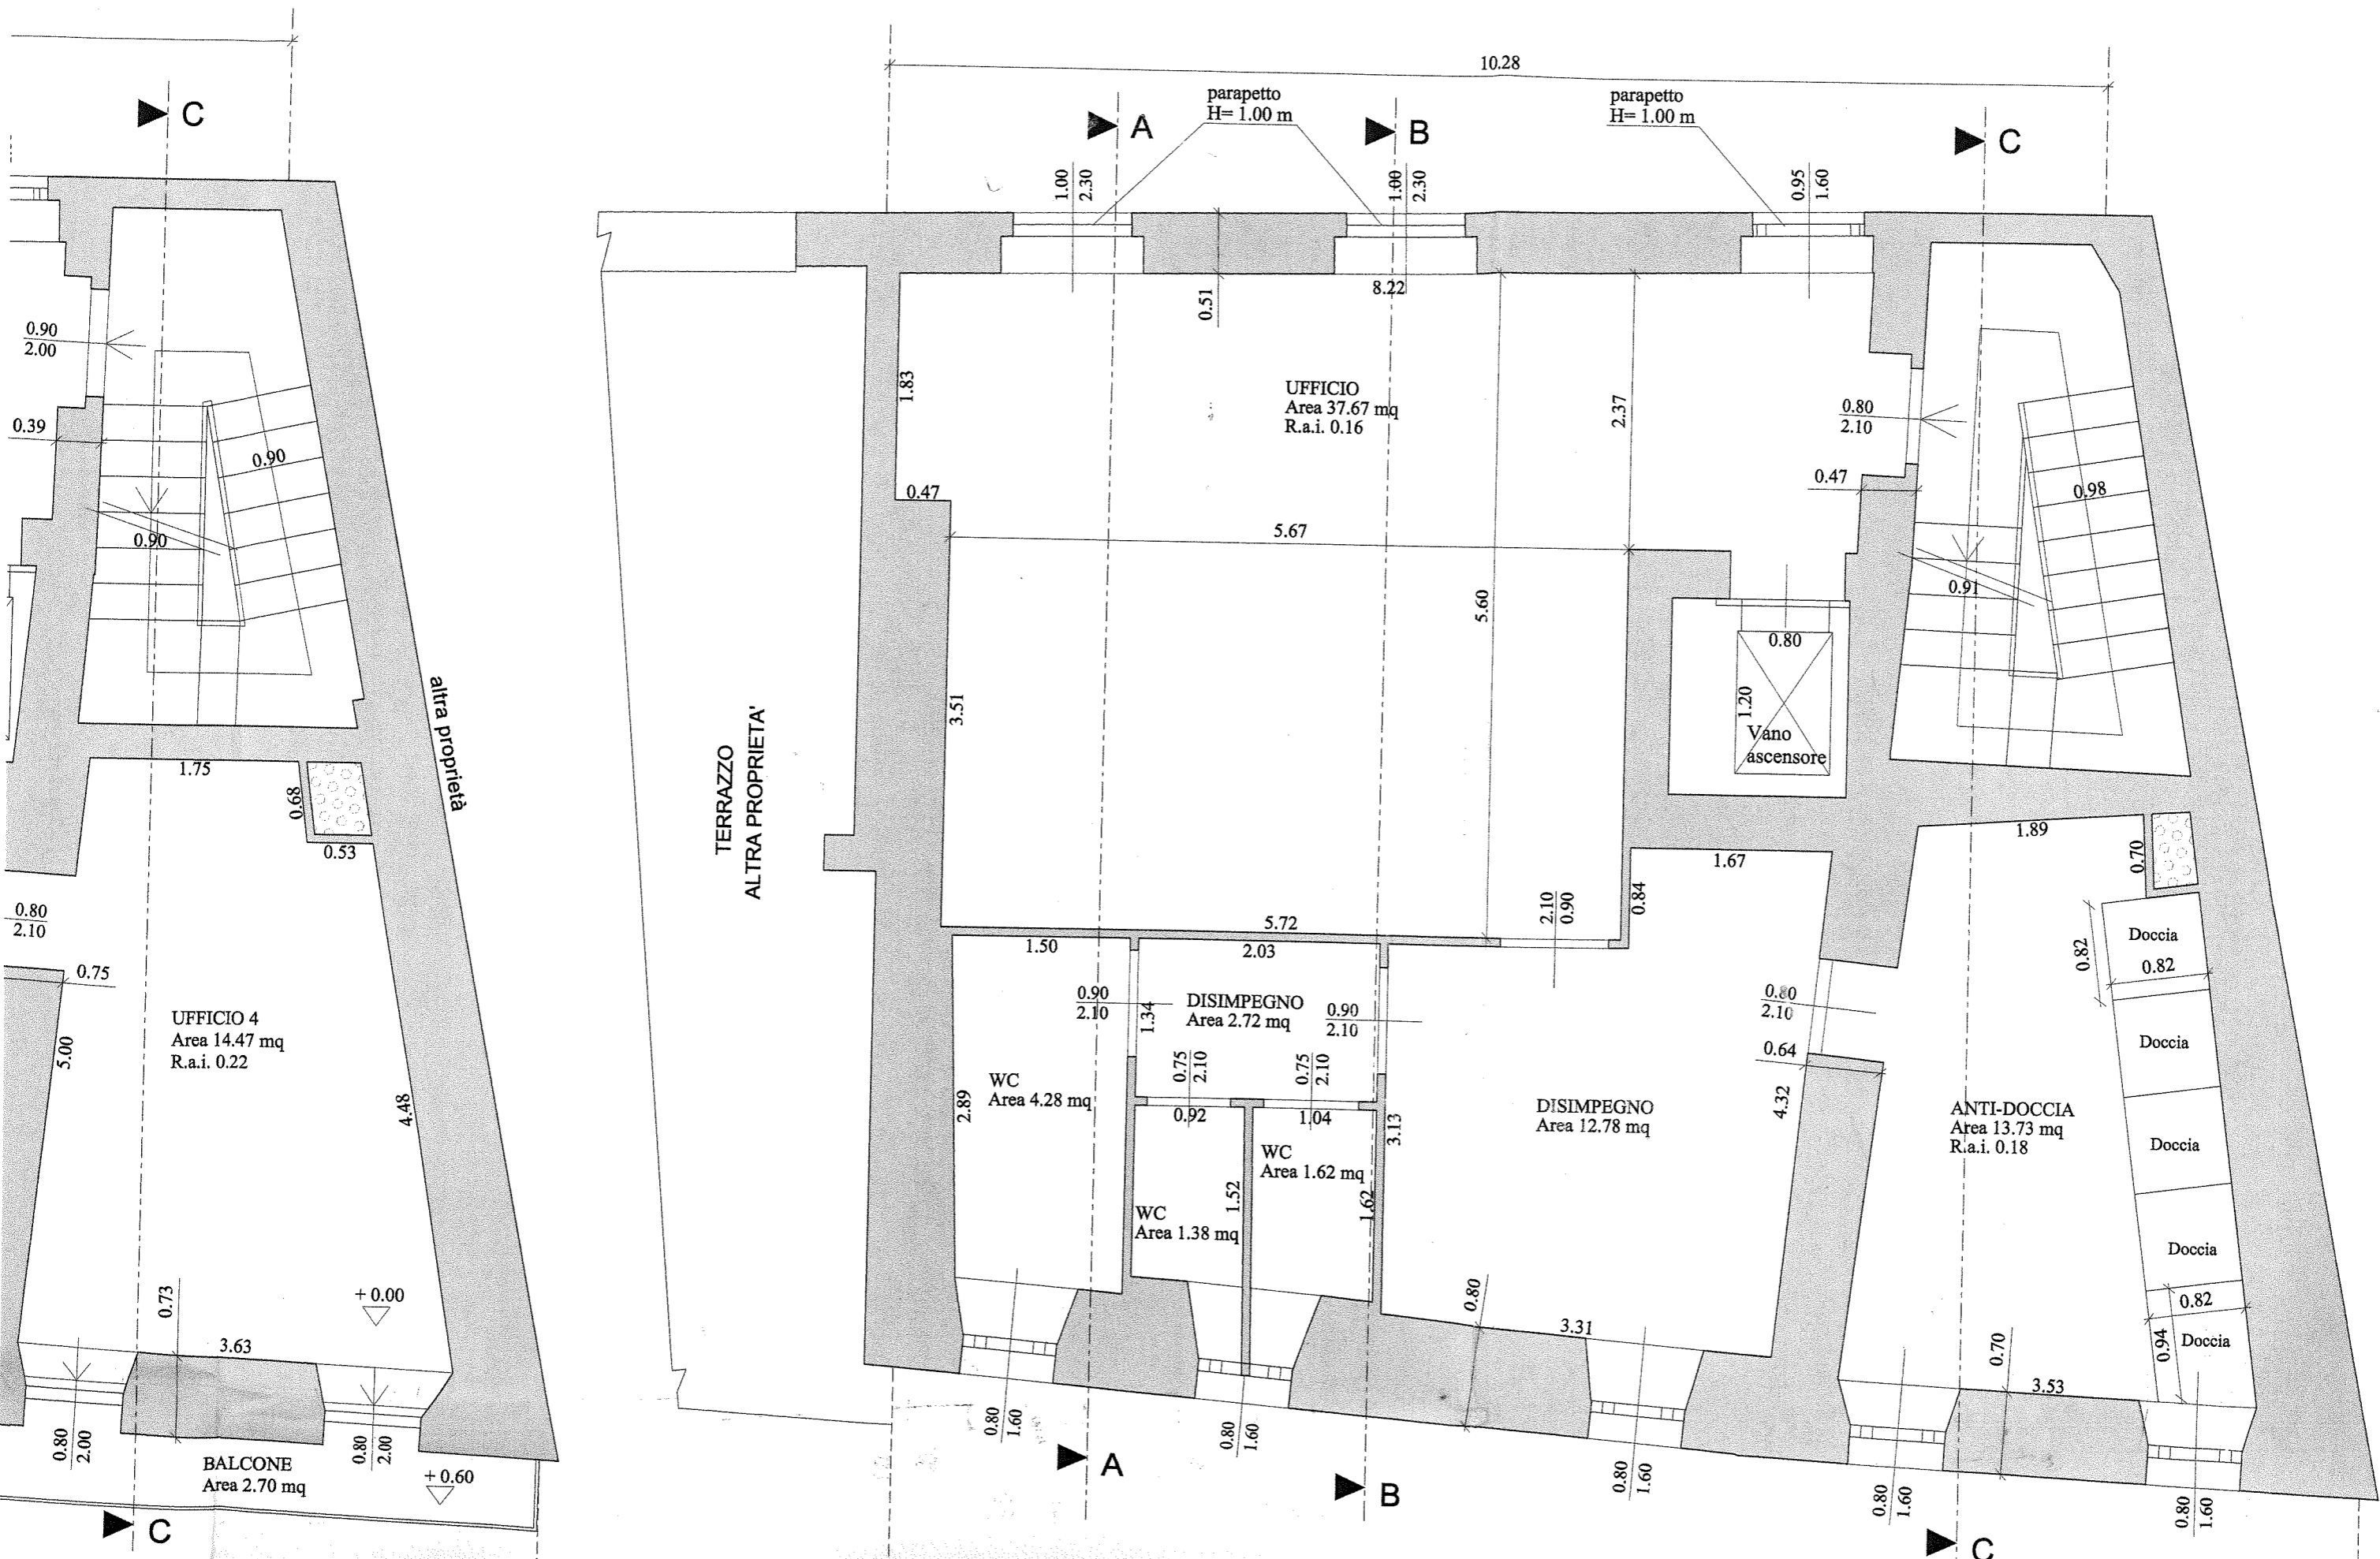 C
0.90
2.00
0.39
0.90
0.90
altra proprietà
1.75
0.68
0.53
0.80
2.10
0.75
5.00
UFFICIO 4
Area 14.47 mq
R.a.i. 0.22
4.48
+ 0.00
0.73
3.63
0.80
2.00
0.80
2.00
BALCONE
Area 2.70 mq
+ 0.60
C
10.28
parapetto
H= 1.00 m
parapetto
H= 1.00 m
A
B
C
1.00
2.30
1.00
2.30
0.95
1.60
0.51
8.22
1.83
UFFICIO
Area 37.67 mq
R.a.i. 0.16
2.37
0.80
2.10
0.47
0.47
0.98
5.67
5.60
0.91
0.80
1.20
Vano
ascensore
3.51
TERRAZZO
ALTRA PROPRIETA'
1.67
0.84
1.89
0.70
2.10
0.90
5.72
1.50
2.03
0.82
Doccia
0.82
0.90
2.10
1.34
DISIMPEGNO
Area 2.72 mq
0.90
2.10
0.80
2.10
0.64
Doccia
0.75
2.10
0.75
2.10
WC
Area 4.28 mq
2.89
0.92
1.04
3.13
4.32
DISIMPEGNO
Area 12.78 mq
ANTI-DOCCIA
Area 13.73 mq
R.a.i. 0.18
Doccia
WC
Area 1.62 mq
1.52
1.62
WC
Area 1.38 mq
Doccia
0.80
3.31
0.82
0.94
Doccia
0.70
3.53
0.80
1.60
0.80
1.60
0.80
1.60
0.80
1.60
0.80
1.60
A
B
C